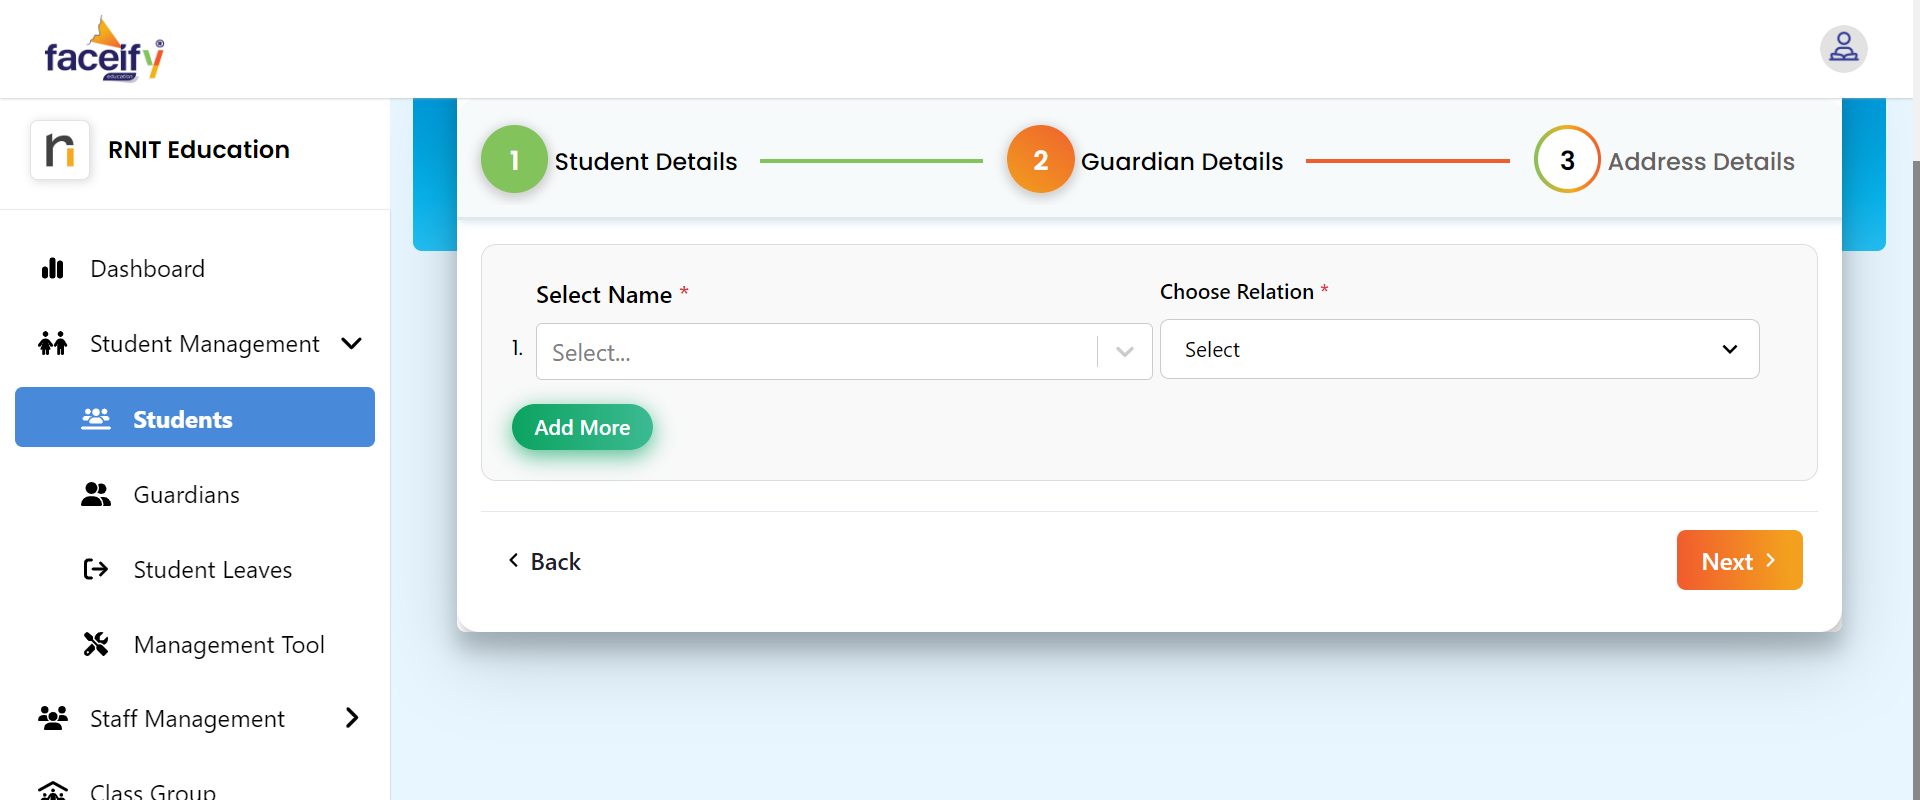 faceify®
education
RNIT Education
Dashboard
Student Management
Students
Guardians
Student Leaves
Management Tool
Staff Management
Class Group
1 Student Details
2 Guardian Details
3 Address Details
Select Name *
Choose Relation *
1. Select...
Select
Add More
Back
Next